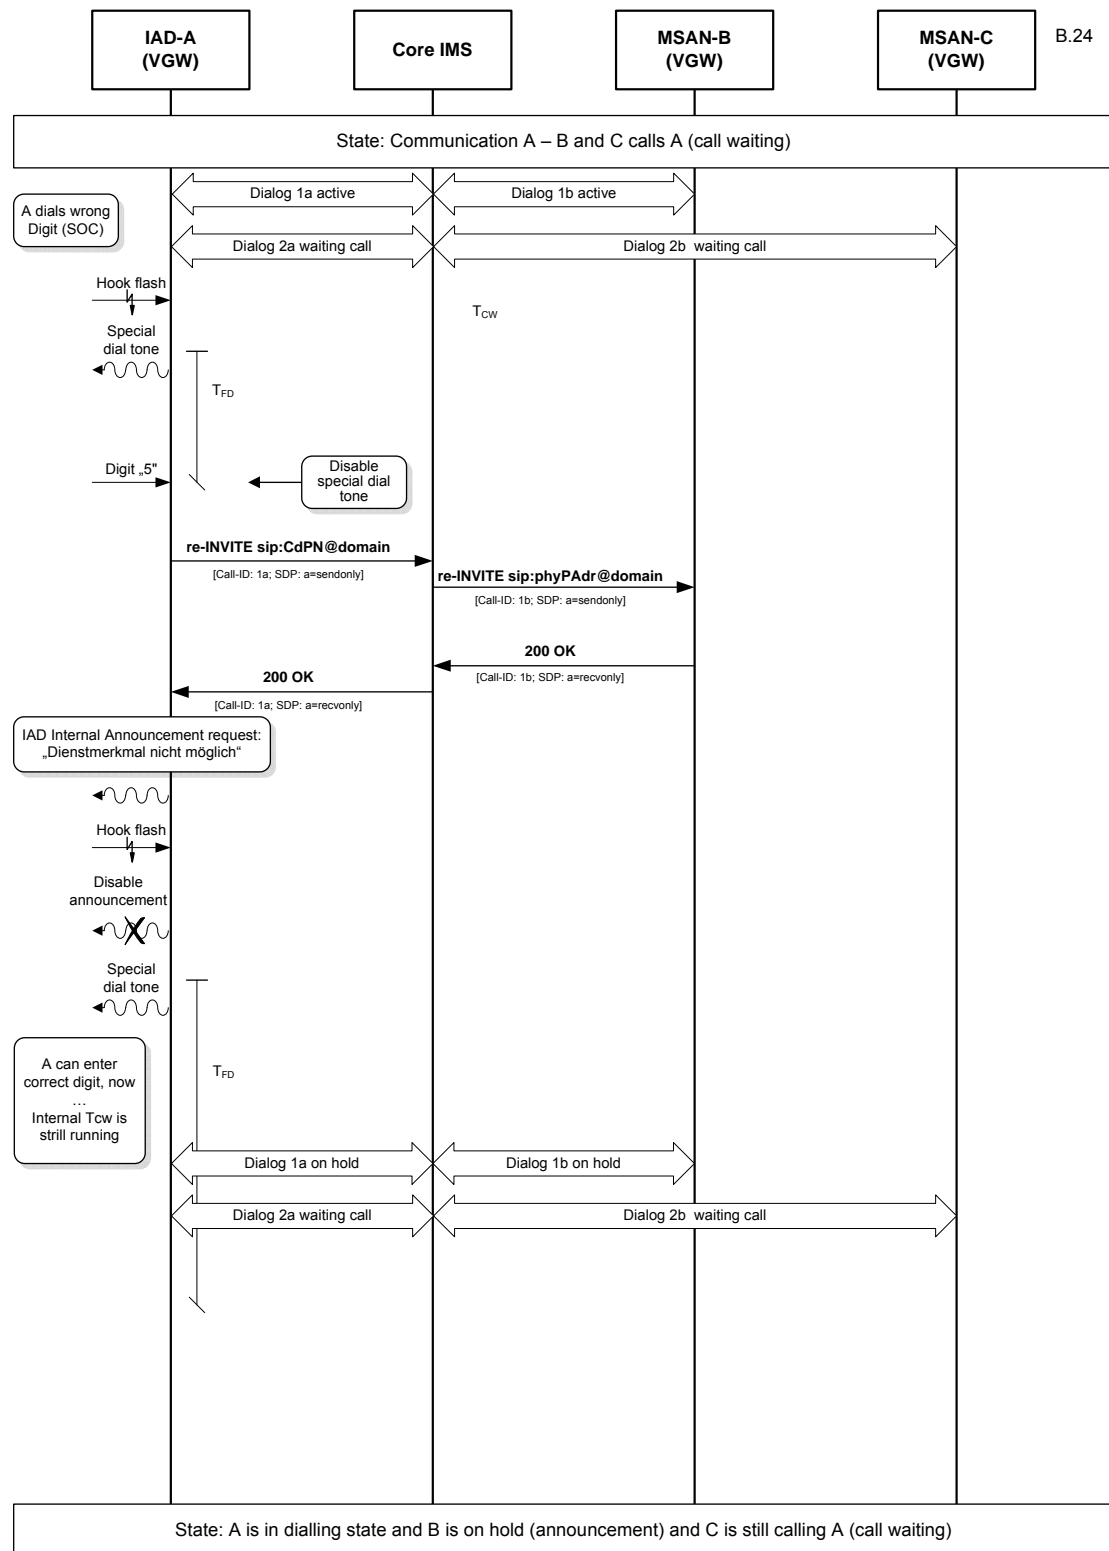 IAD-A
(VGW)
Core IMS
MSAN-B
(VGW)
MSAN-C
(VGW)
B.24
State: Communication A – B and C calls A (call waiting)
Dialog 1a active
Dialog 1b active
A dials wrong
Digit (SOC)
Dialog 2a waiting call
Dialog 2b  waiting call
Hook flash
TCW
Special
dial tone
TFD
Digit „5"
Disable
special dial
tone
re-INVITE sip:CdPN@domain
[Call-ID: 1a; SDP: a=sendonly]
re-INVITE sip:phyPAdr@domain
[Call-ID: 1b; SDP: a=sendonly]
200 OK
[Call-ID: 1b; SDP: a=recvonly]
200 OK
[Call-ID: 1a; SDP: a=recvonly]
IAD Internal Announcement request:
„Dienstmerkmal nicht möglich“
Hook flash
Disable
announcement
Special
dial tone
A can enter
correct digit, now
…
Internal Tcw is
strill running
TFD
Dialog 1a on hold
Dialog 1b on hold
Dialog 2a waiting call
Dialog 2b  waiting call
State: A is in dialling state and B is on hold (announcement) and C is still calling A (call waiting)